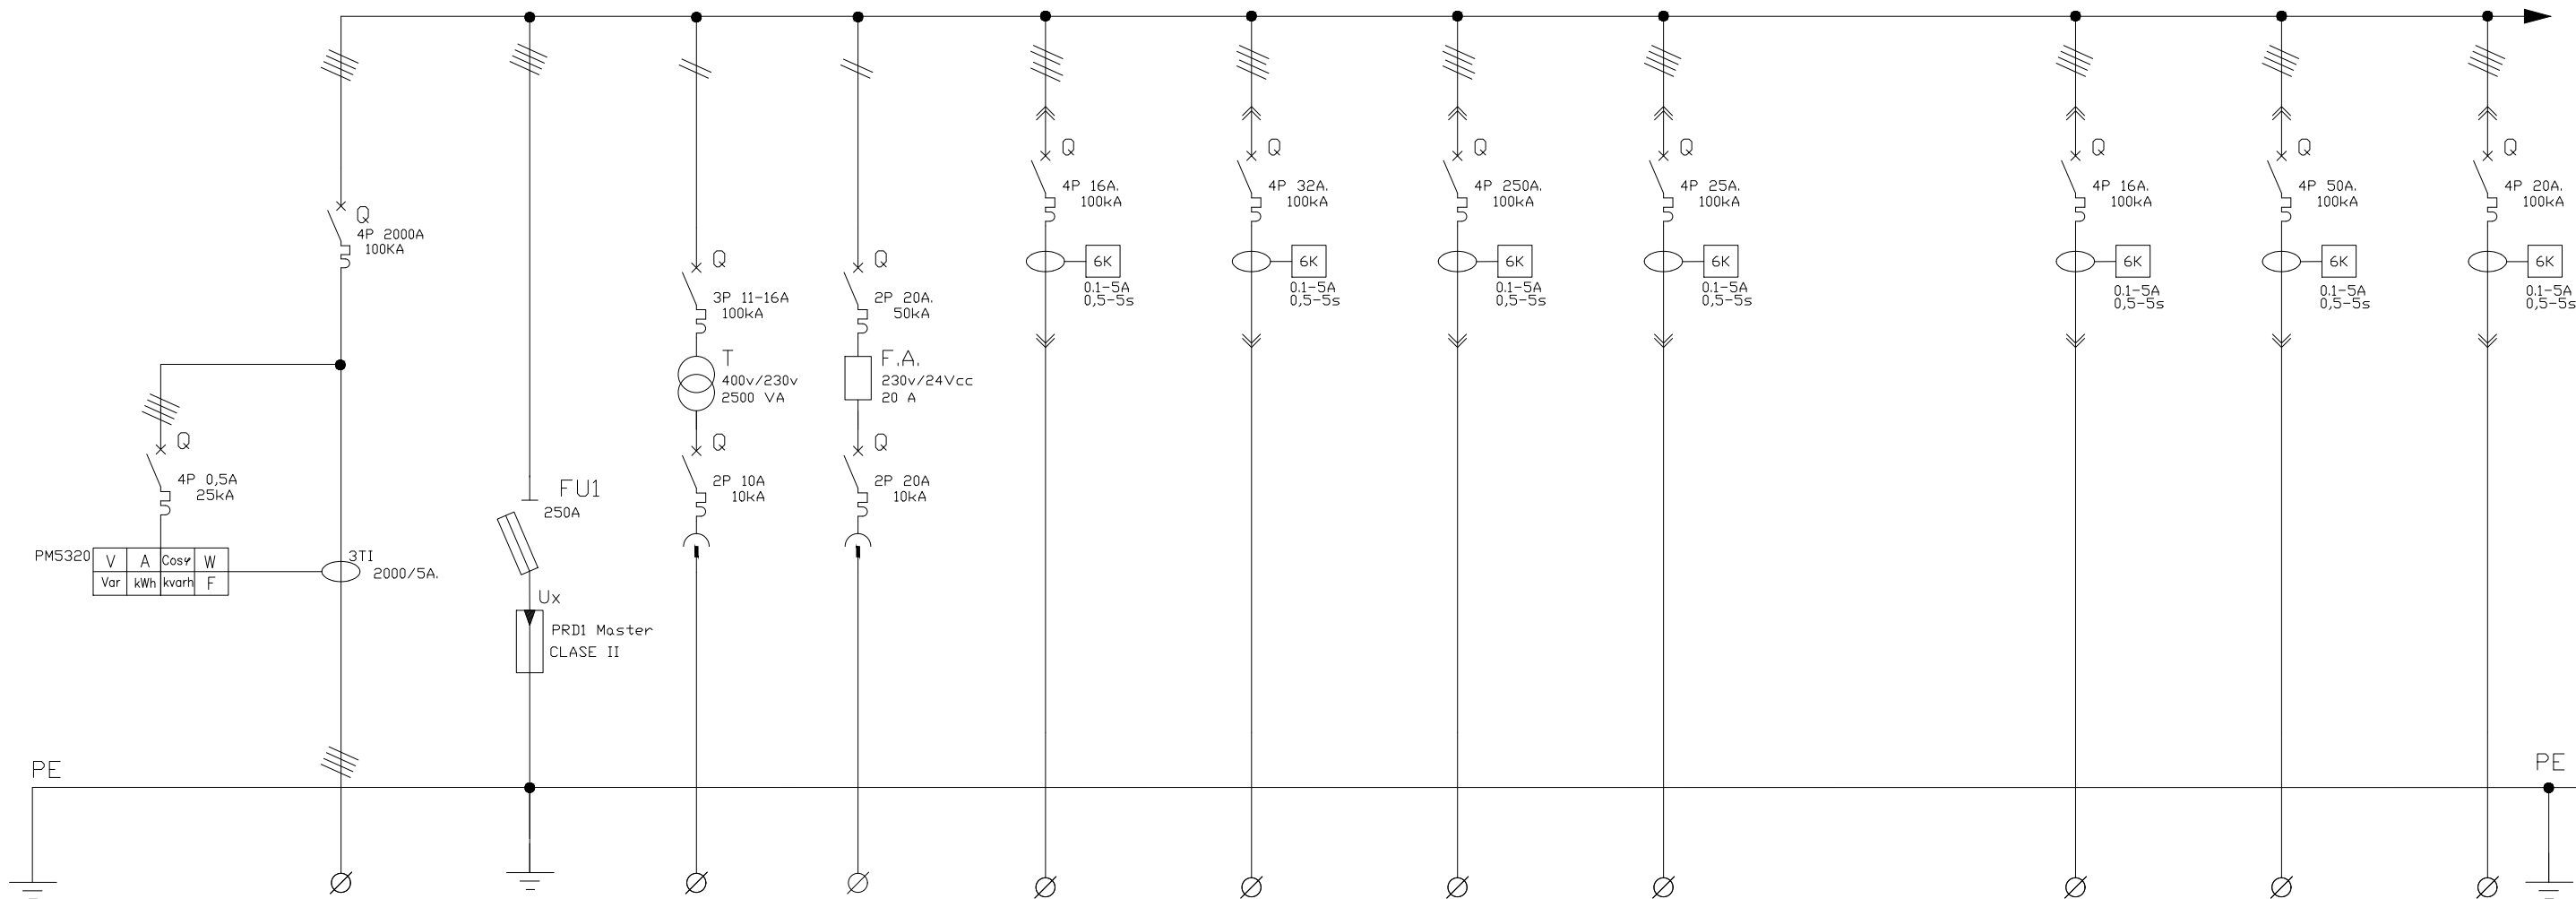 Q
4P 2000A
100KA
Q
4P 0,5A
25kA
PM5320
V A Cosφ W
Var kWh kvarh F
3TI
2000/5A.
FU1
250A
Ux
PRD1 Master
CLASE II
Q
3P 11-16A
100kA
T
400v/230v
2500 VA
Q
2P 10A
10kA
Q
2P 20A.
50kA
F.A.
230v/24Vcc
20 A
Q
2P 20A
10kA
Q
4P 16A.
100kA
6K
0.1-5A
0,5-5s
Q
4P 32A.
100kA
6K
0.1-5A
0,5-5s
Q
4P 250A.
100kA
6K
0.1-5A
0,5-5s
Q
4P 25A.
100kA
6K
0.1-5A
0,5-5s
Q
4P 16A.
100kA
6K
0.1-5A
0,5-5s
Q
4P 50A.
100kA
6K
0.1-5A
0,5-5s
Q
4P 20A.
100kA
6K
0.1-5A
0,5-5s
PE
PE